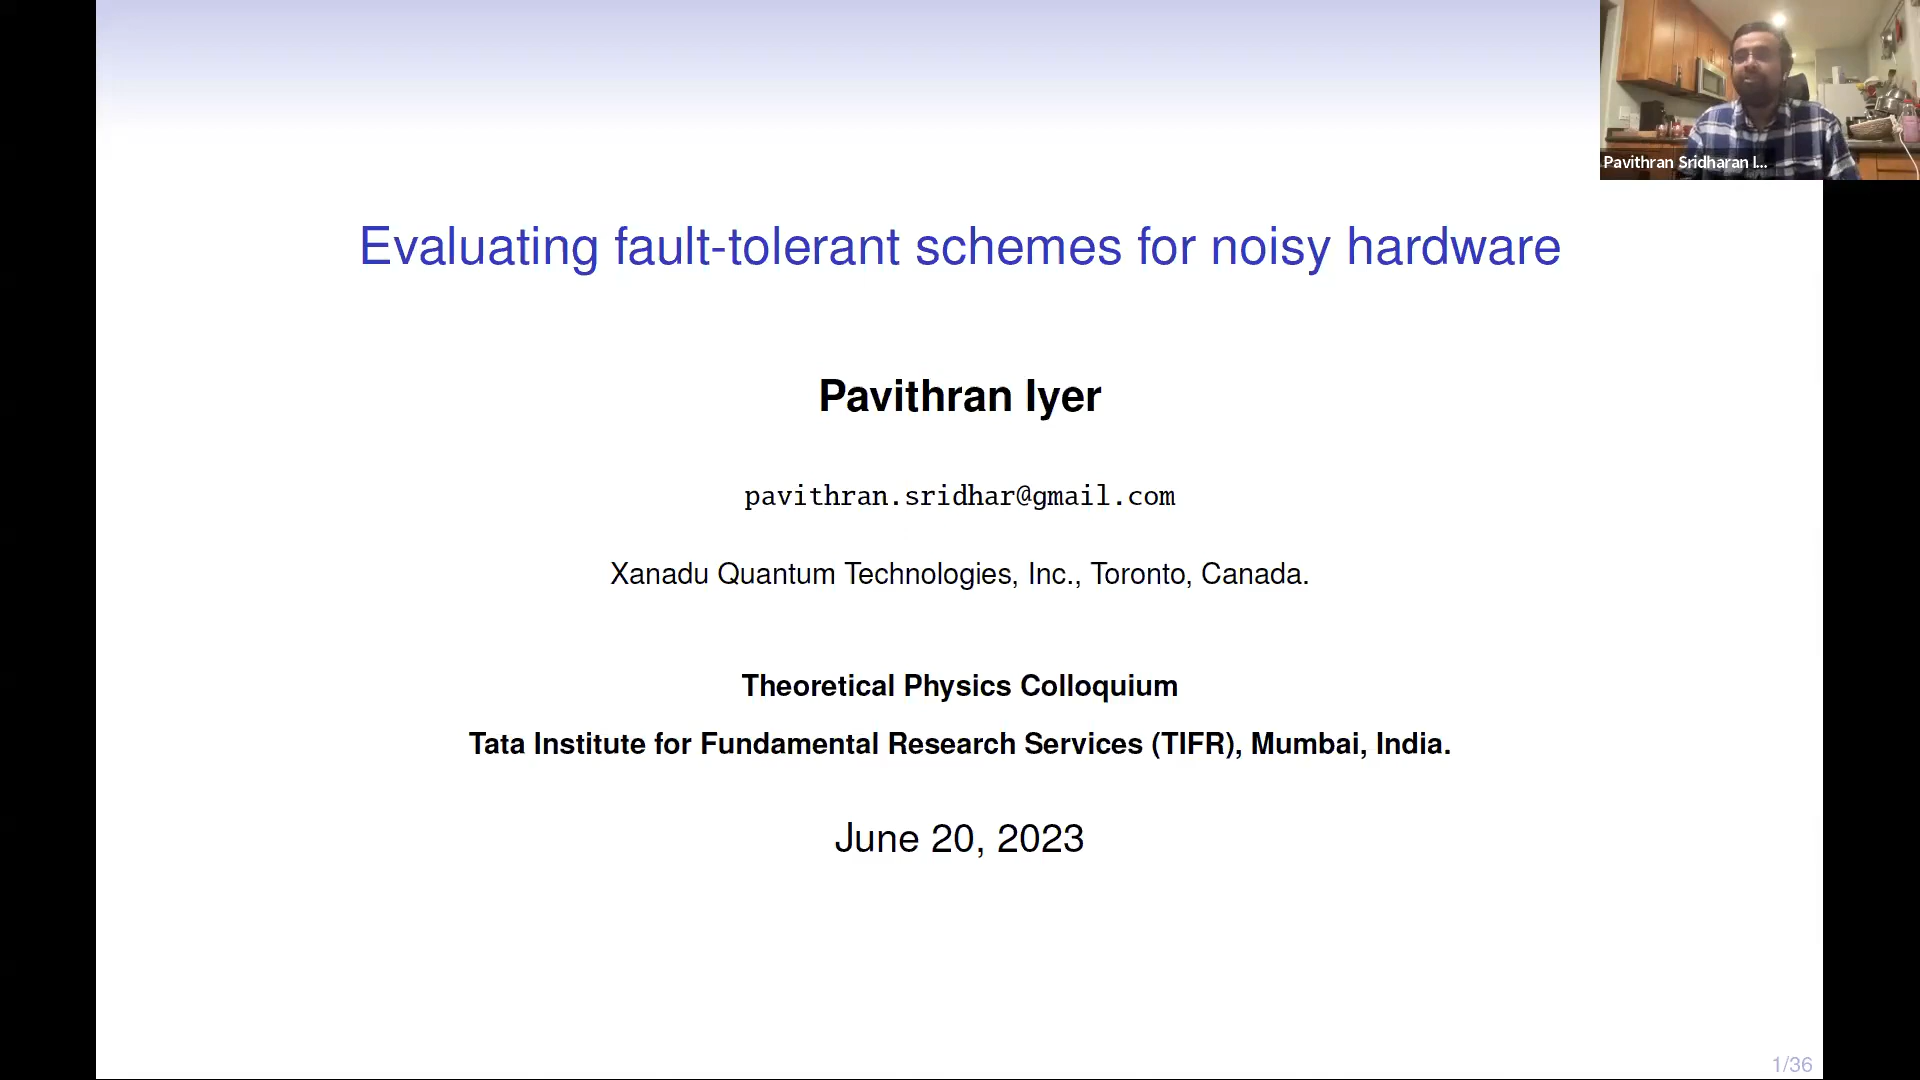 Pavithran Sridharan I...
Evaluating fault-tolerant schemes for noisy hardware
Pavithran Iyer
pavithran.sridhar@gmail.com
Xanadu Quantum Technologies, Inc., Toronto, Canada.
Theoretical Physics Colloquium
Tata Institute for Fundamental Research Services (TIFR), Mumbai, India.
June 20, 2023
1/36